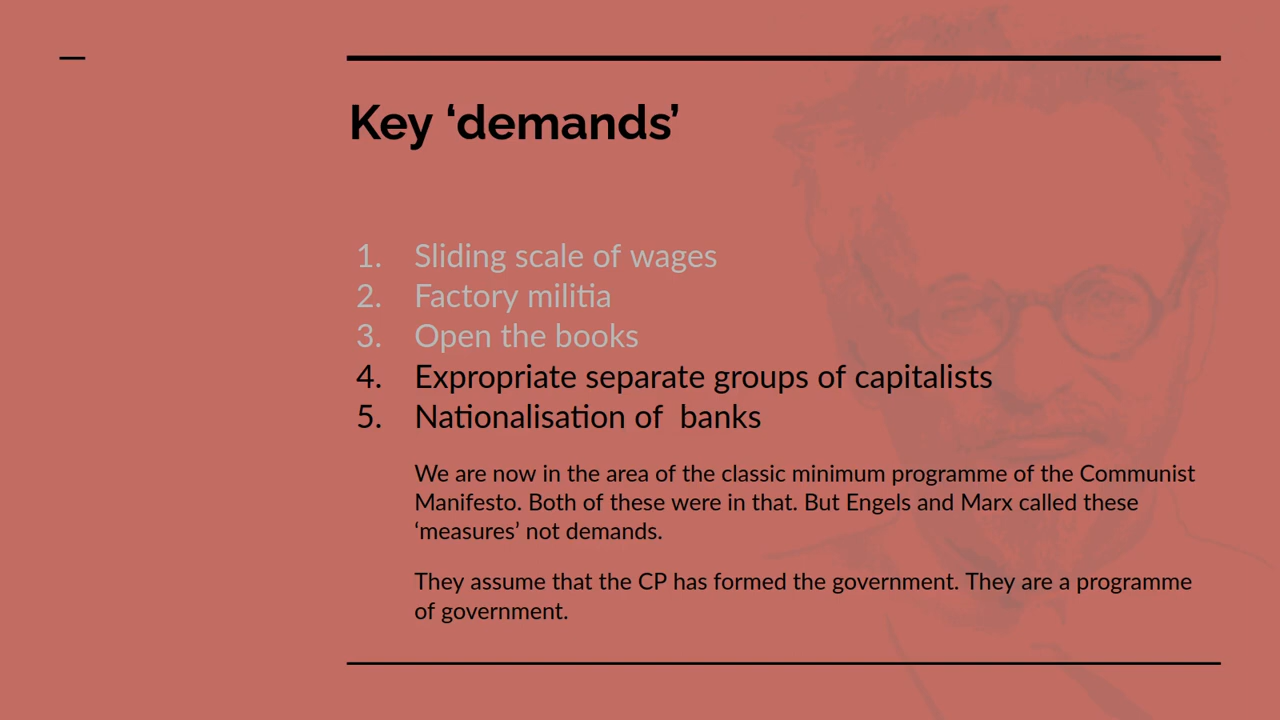 Key ‘demands’
1. Sliding scale of wages
2. Factory militia
3. Open the books
4. Expropriate separate groups of capitalists
5. Nationalisation of  banks
We are now in the area of the classic minimum programme of the Communist
Manifesto. Both of these were in that. But Engels and Marx called these
‘measures’ not demands.
They assume that the CP has formed the government. They are a programme
of government.